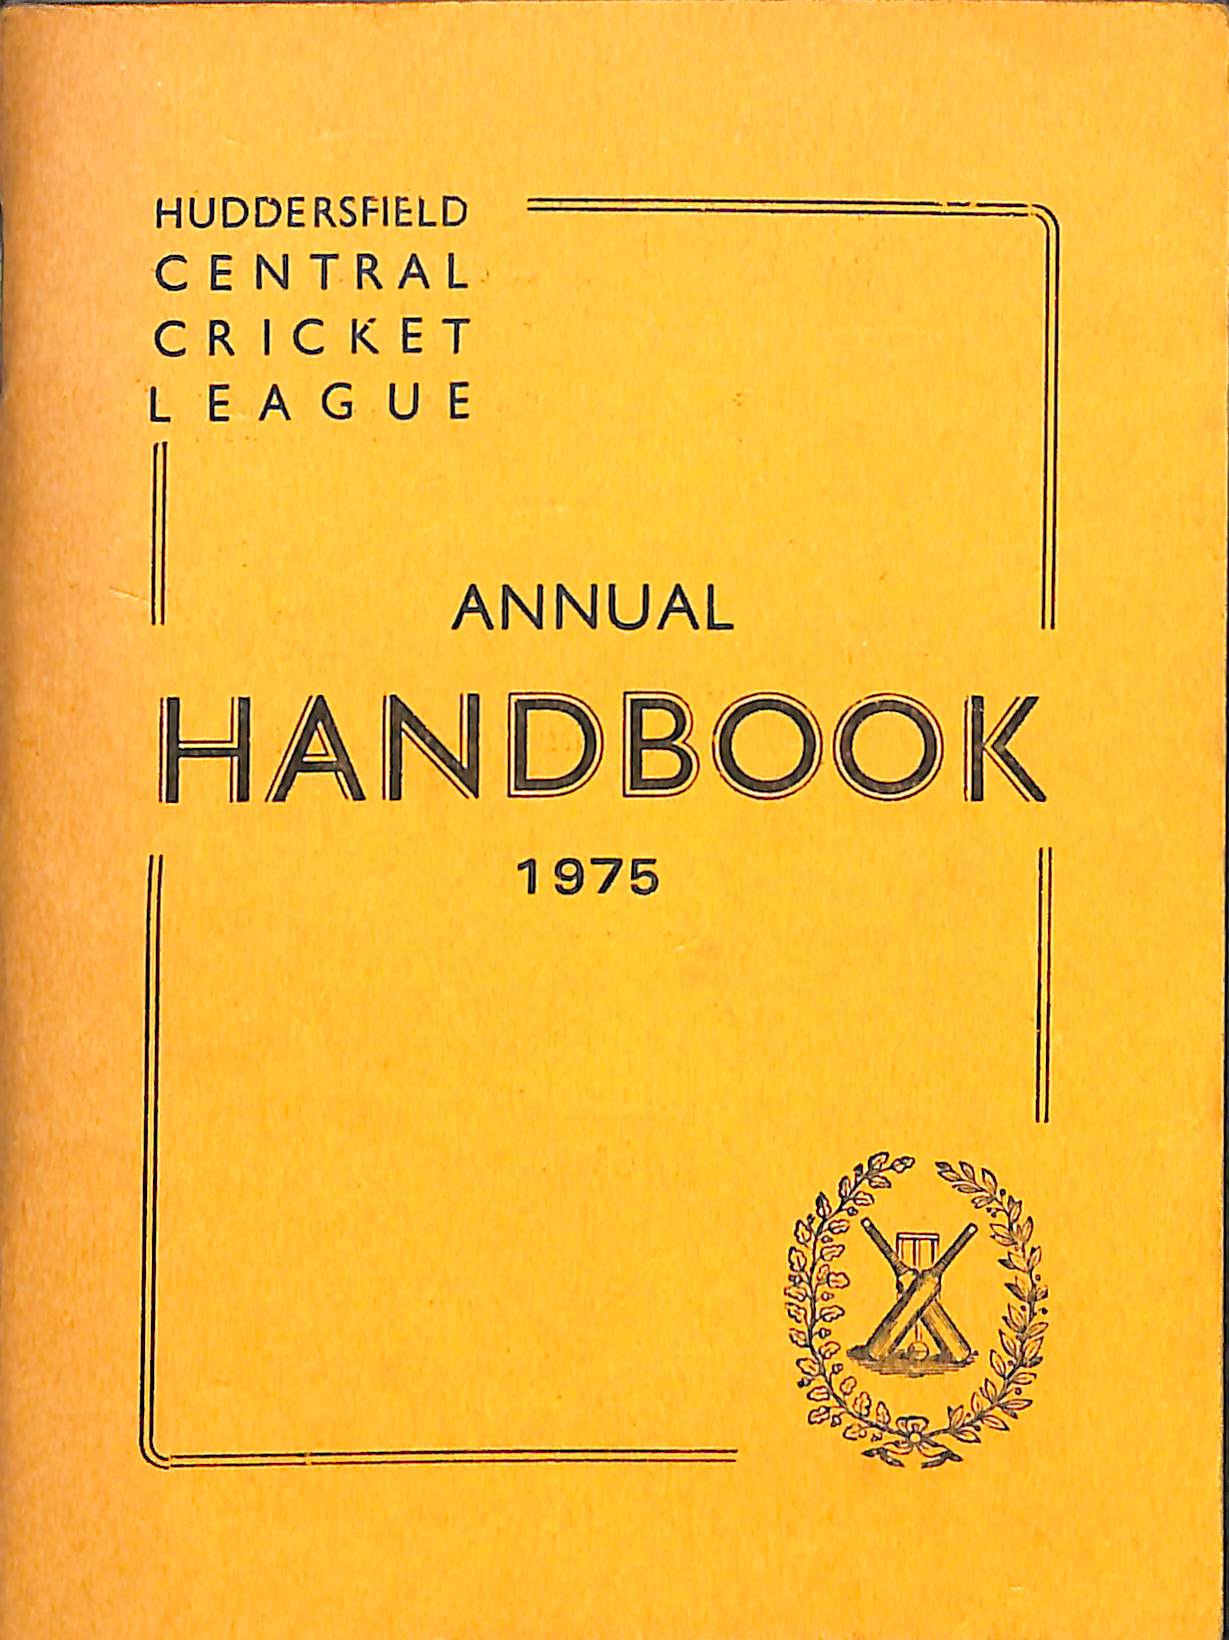 HUDDERSFIELD
CENTRAL
CRICKET
LEAGUE
ANNUAL
HANDBOOK
1975